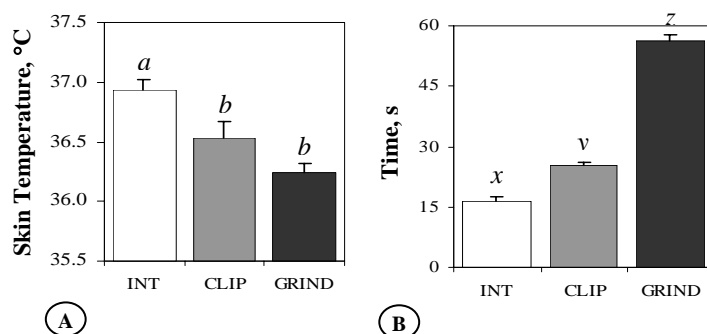 37.5
37.0
36.5
36.0
35.5
Skin Temperature, °C
a
b
b
INT CLIP GRIND
A
60
45
30
15
0
Time, s
x
v
z
INT CLIP GRIND
B